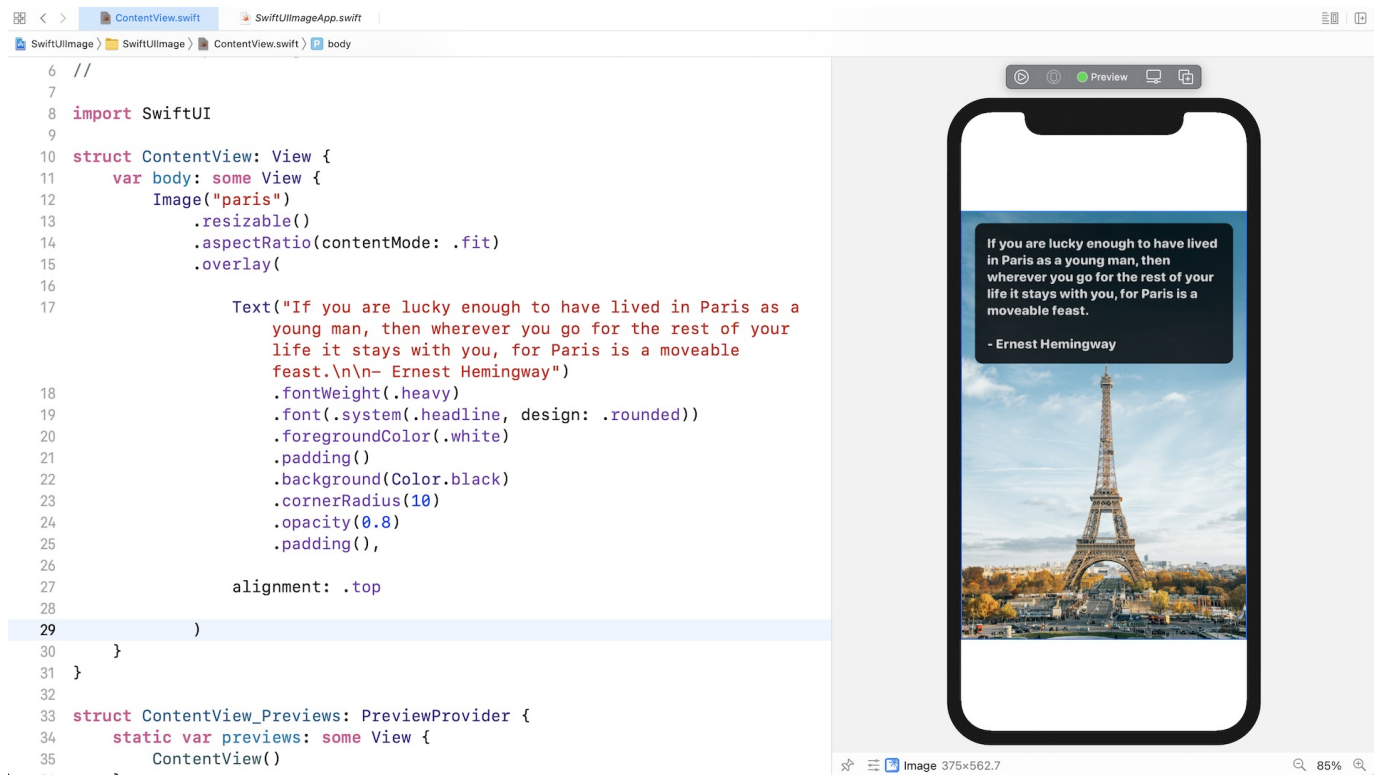 ContentView.swift SwiftUIImageApp.swift
SwiftUIImage 〉 SwiftUIImage 〉 ContentView.swift 〉 P body
6 //
7
8 import SwiftUI
9
10 struct ContentView: View {
11 var body: some View {
12 Image("paris")
13 .resizable()
14 .aspectRatio(contentMode: .fit)
15 .overlay(
16
17 Text("If you are lucky enough to have lived in Paris as a
young man, then wherever you go for the rest of your
life it stays with you, for Paris is a moveable
feast.\n\n— Ernest Hemingway")
18 .fontWeight(.heavy)
19 .font(.system(.headline, design: .rounded))
20 .foregroundColor(.white)
21 .padding()
22 .background(Color.black)
23 .cornerRadius(10)
24 .opacity(0.8)
25 .padding(),
26
27 alignment: .top
28
29 )
30 }
31 }
32
33 struct ContentView_Previews: PreviewProvider {
34 static var previews: some View {
35 ContentView()
Preview
If you are lucky enough to have lived
in Paris as a young man, then
wherever you go for the rest of your
life it stays with you, for Paris is a
moveable feast.
- Ernest Hemingway
Image 375×562.7
85%